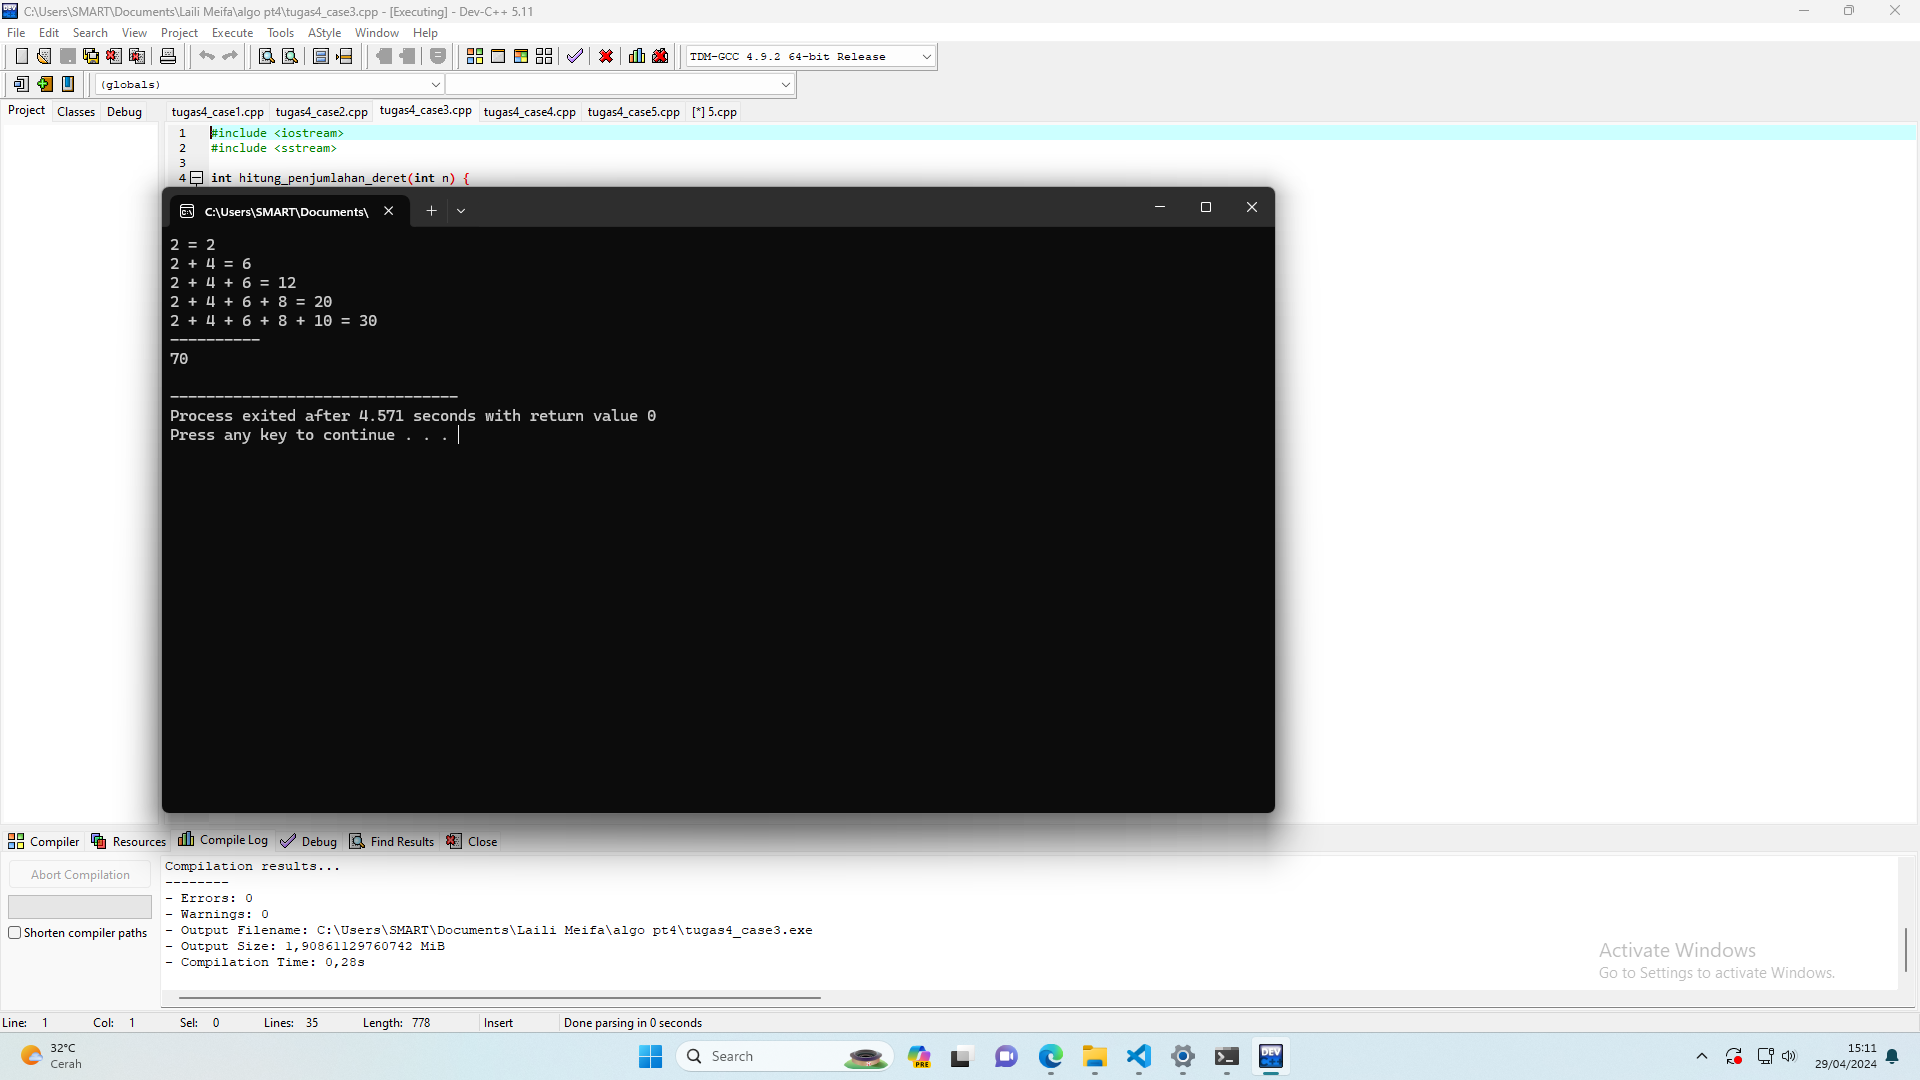 C:\Users\SMART\Documents\Laili Meifa\algo pt4\tugas4_case3.cpp - [Executing] - Dev-C++ 5.11
File Edit Search View Project Execute Tools AStyle Window Help
TDM-GCC 4.9.2 64-bit Release
(globals)
Project Classes Debug tugas4_case1.cpp tugas4_case2.cpp tugas4_case3.cpp tugas4_case4.cpp tugas4_case5.cpp [*] 5.cpp
1 #include <iostream>
2 #include <sstream>
3
4 int hitung_penjumlahan_deret(int n) {
C:\Users\SMART\Documents\
2 = 2
2 + 4 = 6
2 + 4 + 6 = 12
2 + 4 + 6 + 8 = 20
2 + 4 + 6 + 8 + 10 = 30
----------
70
--------------------------------
Process exited after 4.571 seconds with return value 0
Press any key to continue . . .
Compiler Resources Compile Log Debug Find Results Close
Abort Compilation
Shorten compiler paths
Compilation results...
--------
- Errors: 0
- Warnings: 0
- Output Filename: C:\Users\SMART\Documents\Laili Meifa\algo pt4\tugas4_case3.exe
- Output Size: 1,90861129760742 MiB
- Compilation Time: 0,28s
Activate Windows
Go to Settings to activate Windows.
Line: 1 Col: 1 Sel: 0 Lines: 35 Length: 778 Insert Done parsing in 0 seconds
32°C
Cerah
Search
PRE
DEV
15:11
29/04/2024